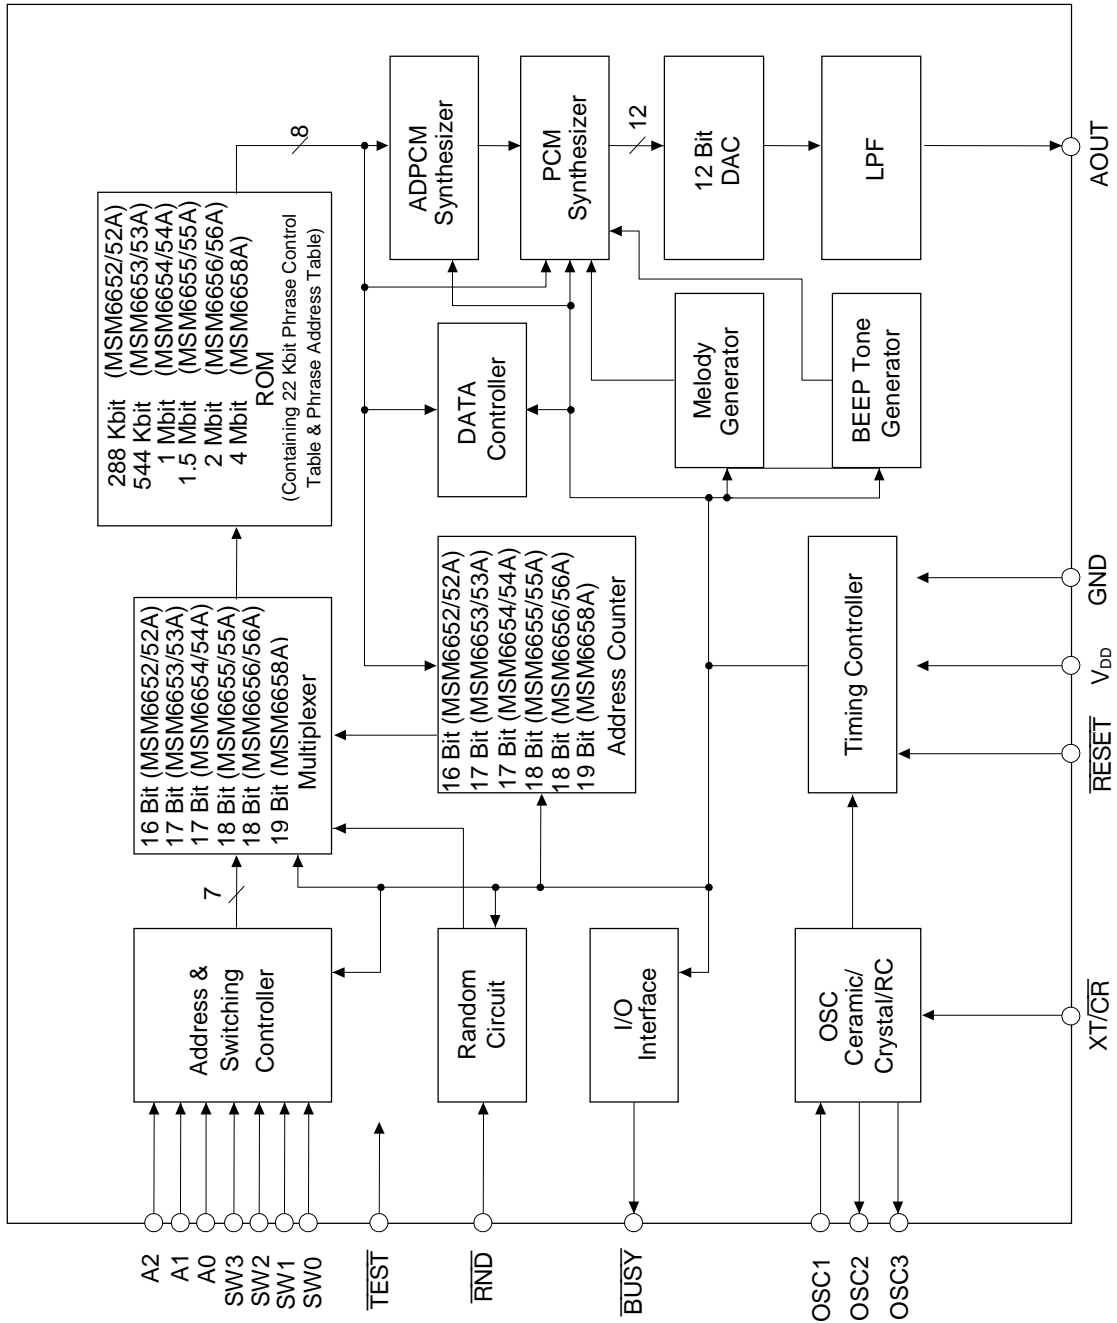 A2
A1
A0
SW3
SW2
SW1
SW0
TEST
RND
BUSY
OSC1
OSC2
OSC3
Address &
Switching
Controller
7
16 Bit (MSM6652/52A)
17 Bit (MSM6653/53A)
17 Bit (MSM6654/54A)
18 Bit (MSM6655/55A)
18 Bit (MSM6656/56A)
19 Bit (MSM6658A)
Multiplexer
288 Kbit (MSM6652/52A)
544 Kbit (MSM6653/53A)
1 Mbit (MSM6654/54A)
1.5 Mbit (MSM6655/55A)
2 Mbit (MSM6656/56A)
4 Mbit (MSM6658A)
ROM
(Containing 22 Kbit Phrase Control
Table & Phrase Address Table)
8
Random
Circuit
16 Bit (MSM6652/52A)
17 Bit (MSM6653/53A)
17 Bit (MSM6654/54A)
18 Bit (MSM6655/55A)
18 Bit (MSM6656/56A)
19 Bit (MSM6658A)
Address Counter
DATA
Controller
ADPCM
Synthesizer
PCM
Synthesizer
12
12 Bit
DAC
LPF
I/O
Interface
Melody
Generator
BEEP Tone
Generator
OSC
Ceramic/
Crystal/RC
Timing Controller
XT/CR
RESET
VDD
GND
AOUT